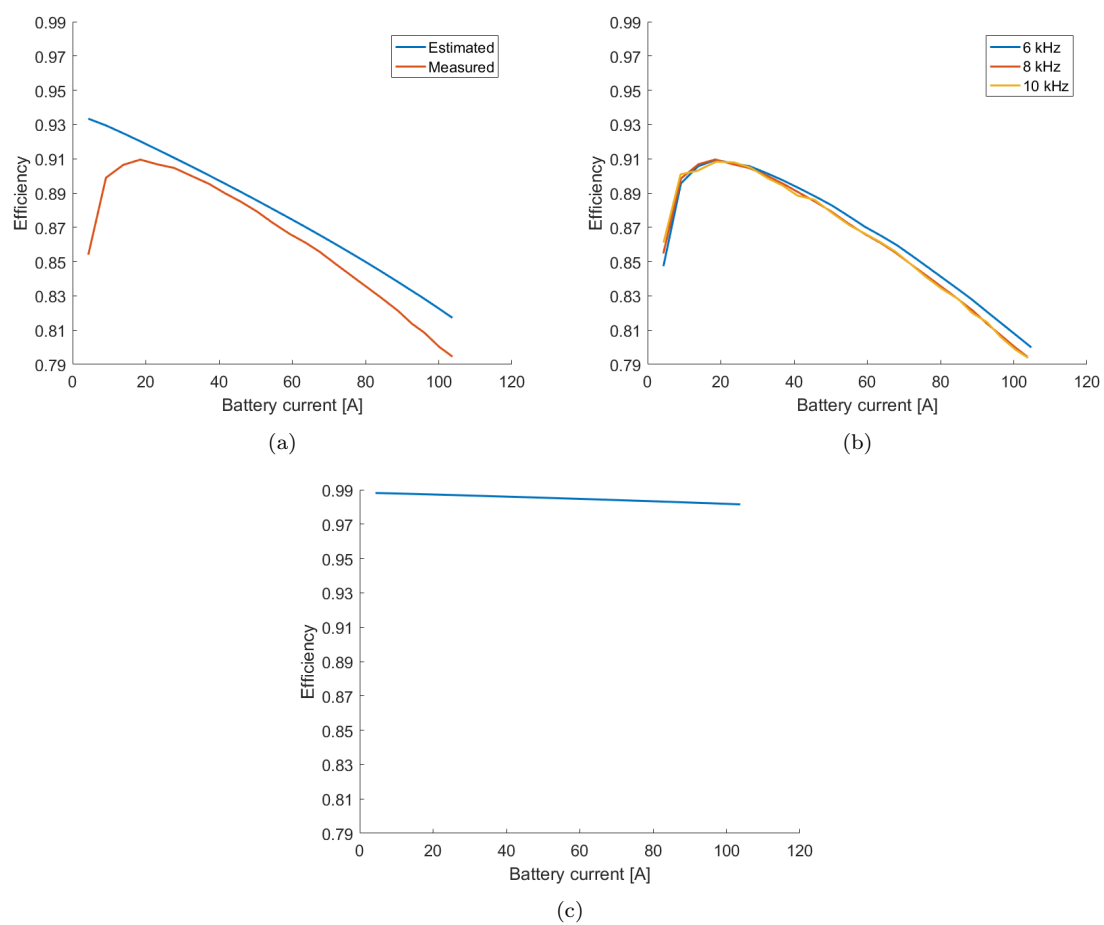 0.99
0.97
0.95
0.93
0.91
0.89
0.87
0.85
0.83
0.81
0.79
Efficiency
Estimated
Measured
0 20 40 60 80 100 120
Battery current [A]
(a)
0.99
0.97
0.95
0.93
0.91
0.89
0.87
0.85
0.83
0.81
0.79
Efficiency
6 kHz
8 kHz
10 kHz
0 20 40 60 80 100 120
Battery current [A]
(b)
0.99
0.97
0.95
0.93
0.91
0.89
0.87
0.85
0.83
0.81
0.79
Efficiency
0 20 40 60 80 100 120
Battery current [A]
(c)